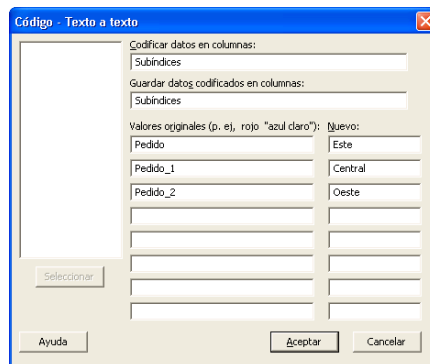 Código - Texto a texto
Codificar datos en columnas:
Subíndices
Guardar datos codificados en columnas:
Subíndices
Valores originales (p. ej, rojo "azul claro"): Nuevo:
Pedido Este
Pedido_1 Central
Pedido_2 Oeste
Seleccionar
Ayuda Aceptar Cancelar